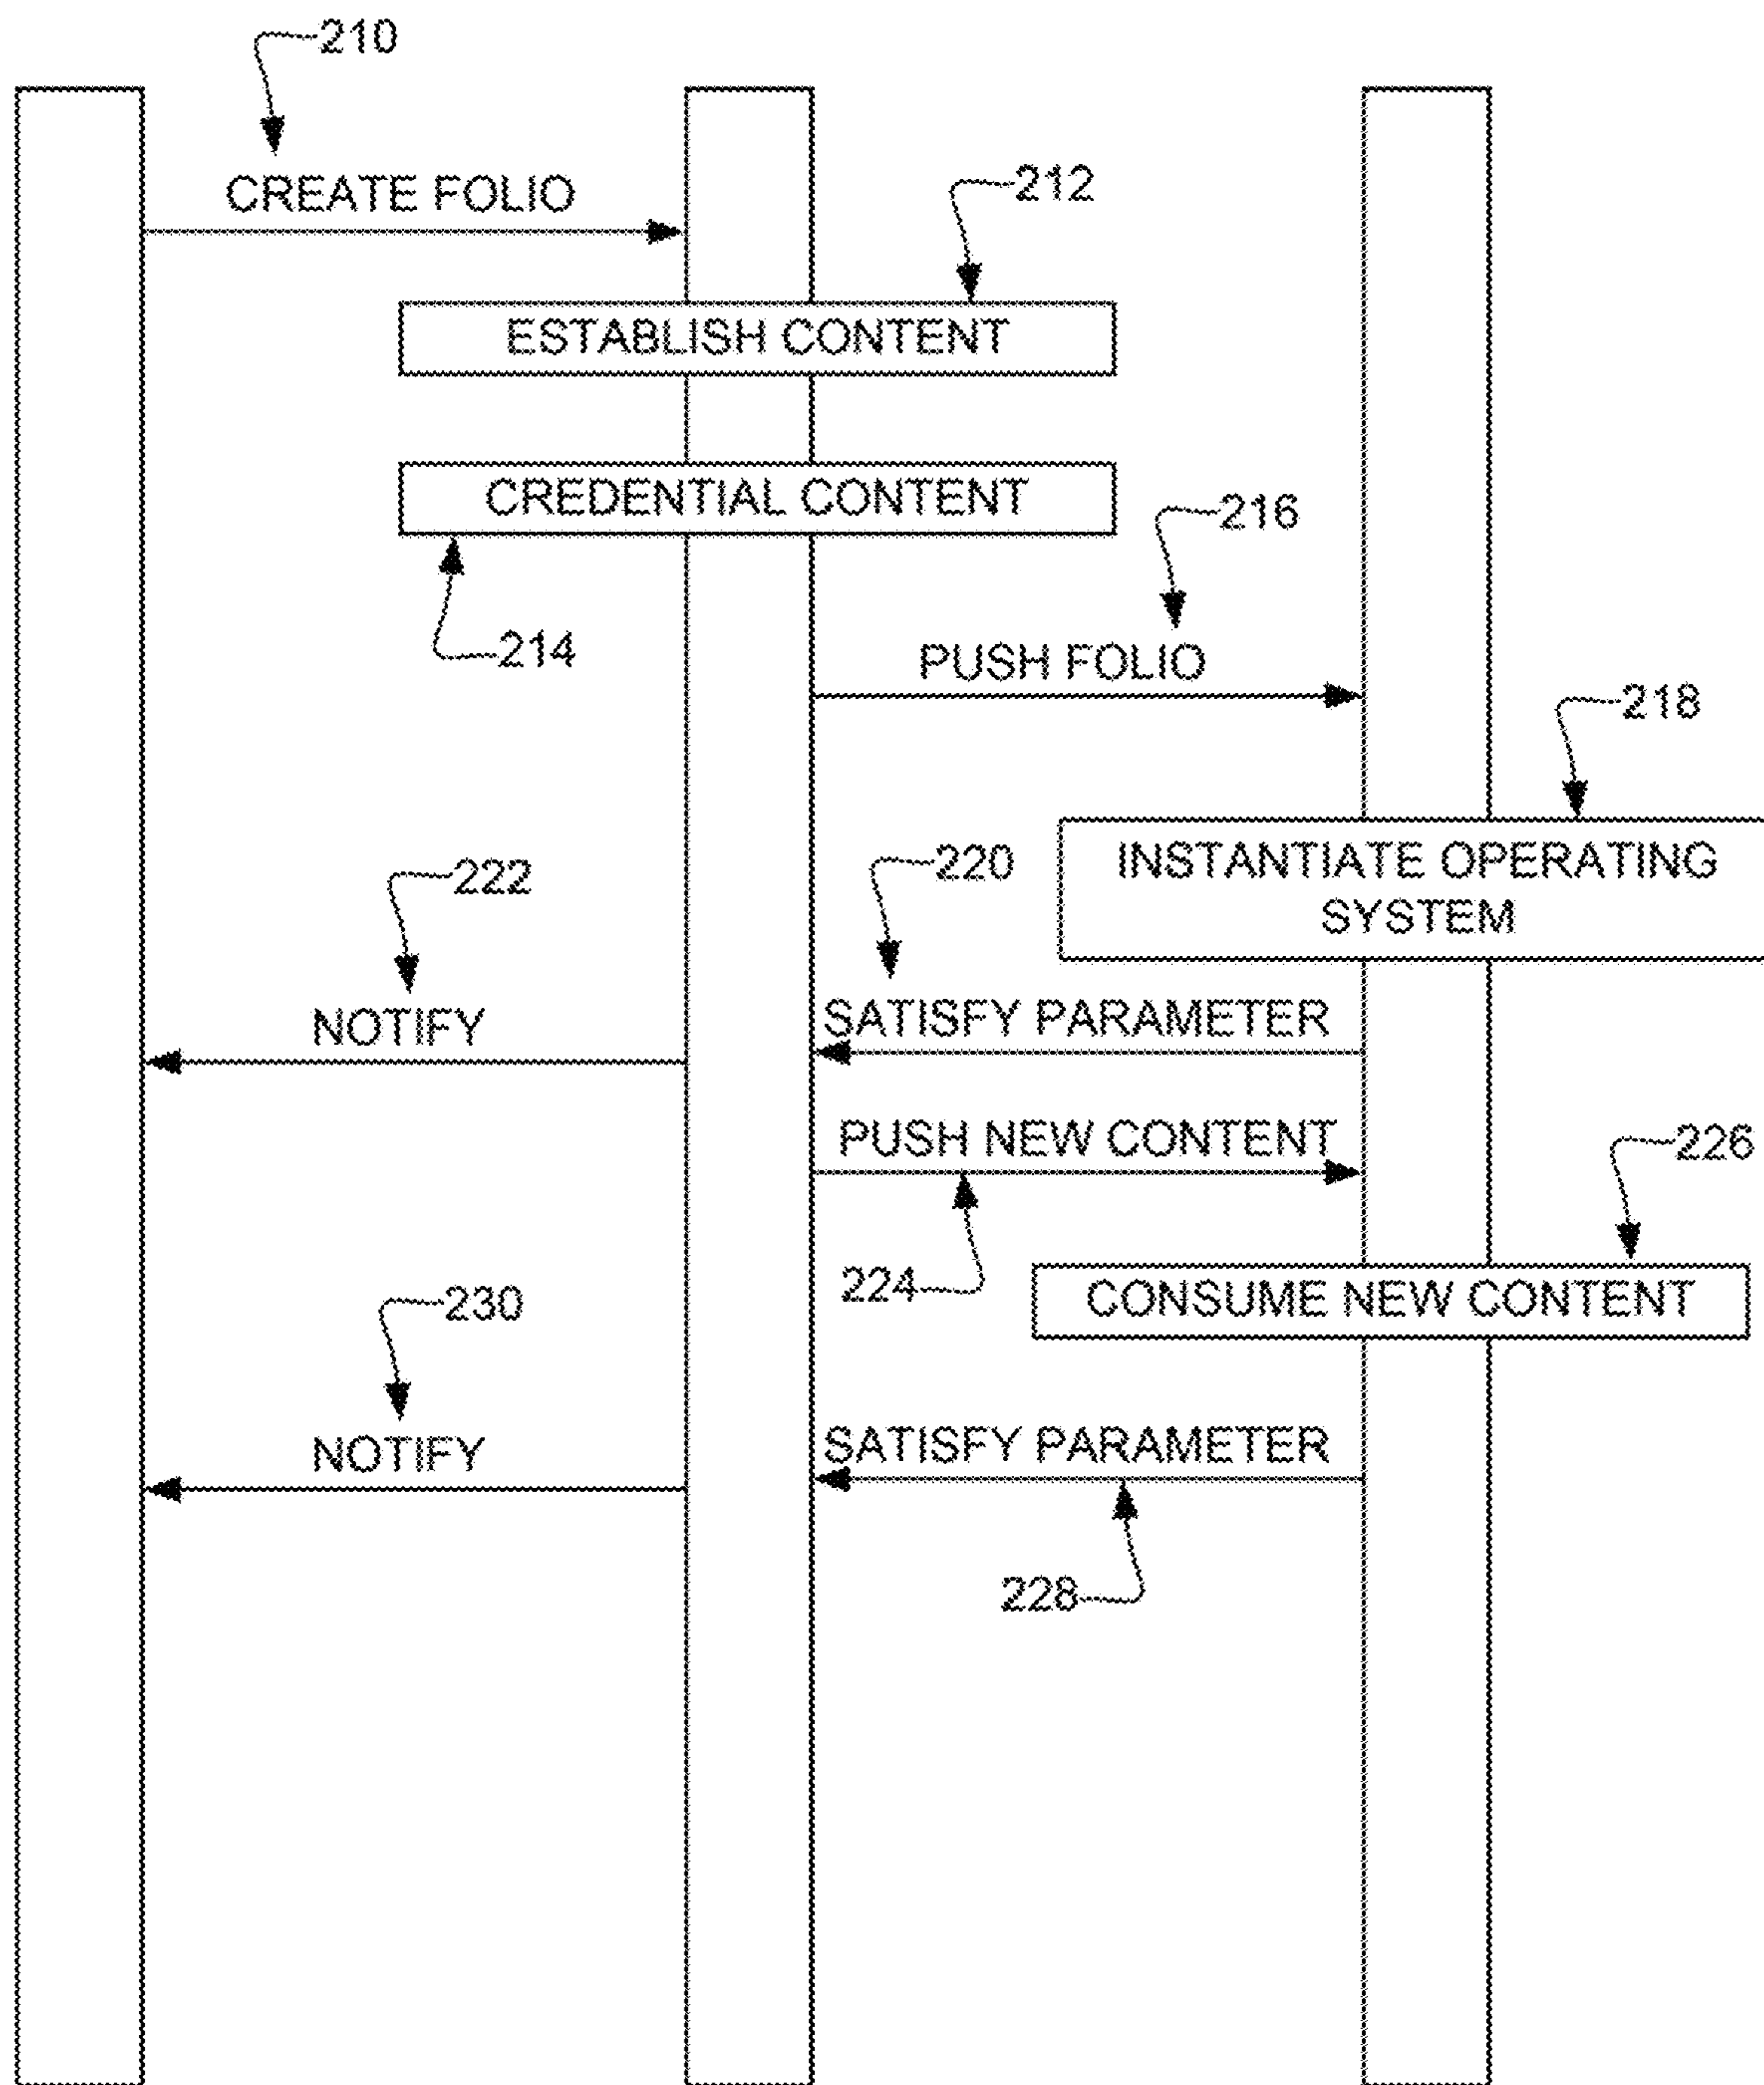 210
CREATE FOLIO
212
ESTABLISH CONTENT
CREDENTIAL CONTENT
216
214
PUSH FOLIO
218
INSTANTIATE OPERATING
SYSTEM
220
222
SATISFY PARAMETER
NOTIFY
PUSH NEW CONTENT
226
224
CONSUME NEW CONTENT
230
SATISFY PARAMETER
NOTIFY
228